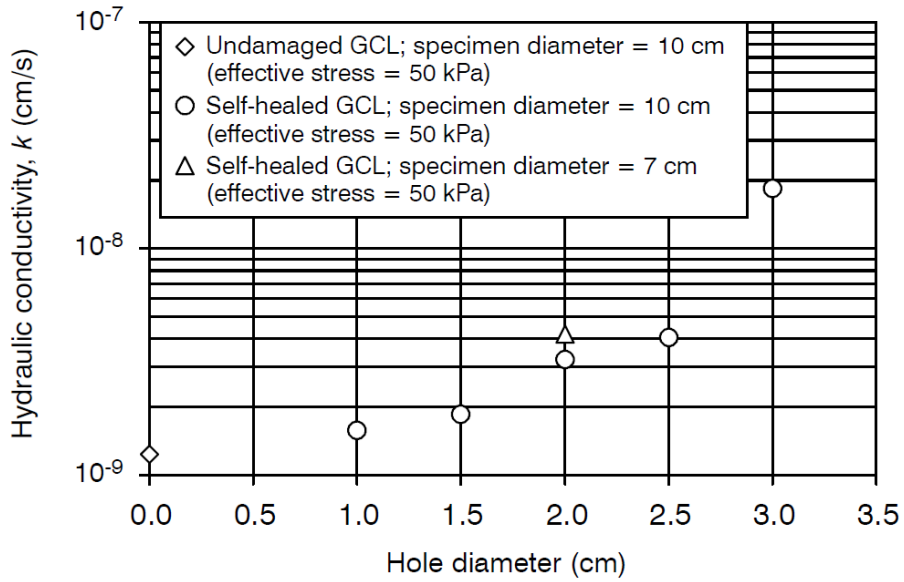 10-7
Undamaged GCL; specimen diameter = 10 cm
(effective stress = 50 kPa)
Self-healed GCL; specimen diameter = 10 cm
(effective stress = 50 kPa)
Self-healed GCL; specimen diameter = 7 cm
(effective stress = 50 kPa)
Hydraulic conductivity, k (cm/s)
10-8
10-9
0.0 0.5 1.0 1.5 2.0 2.5 3.0 3.5
Hole diameter (cm)